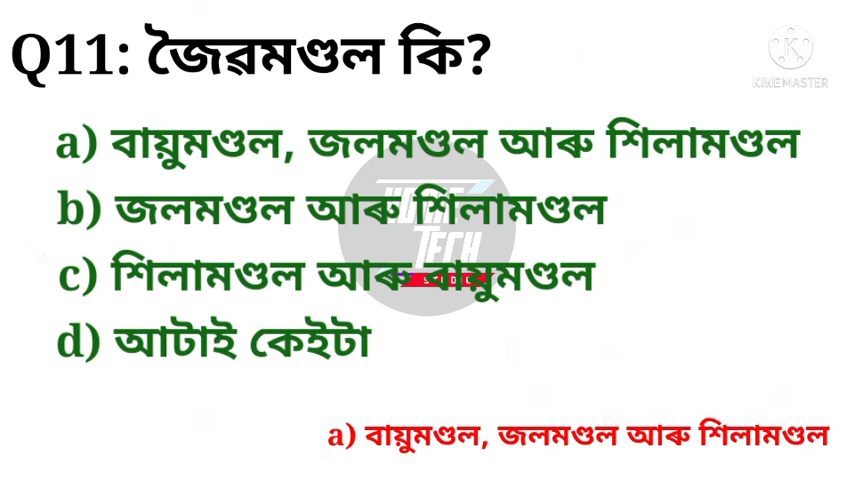 Q11: জৈৱমণ্ডল কি?
KINEMASTER
a) বায়ুমণ্ডল, জলমণ্ডল আৰু শিলামণ্ডল
b) জলমণ্ডল আৰু শিলামণ্ডল
c) শিলামণ্ডল আৰু বায়ুমণ্ডল
d) আটাই কেইটা
a) বায়ুমণ্ডল, জলমণ্ডল আৰু শিলামণ্ডল